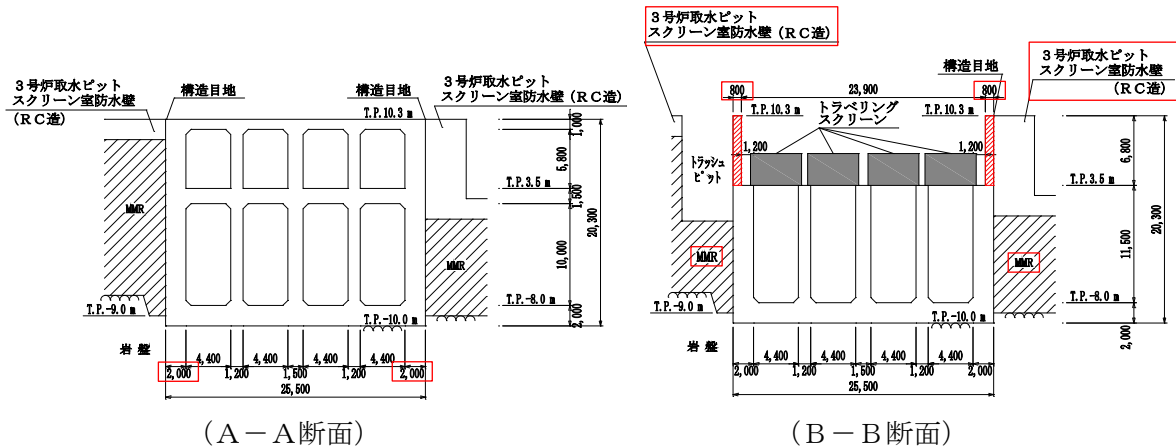 3号炉取水ピット
スクリーン室防水壁
(RC造)
構造目地
構造目地
3号炉取水ピット
スクリーン室防水壁(RC造)
T.P.10.3 m
T.P.3.5 m
MMR
MMR
T.P.-9.0 m
T.P.-8.0 m
T.P.-10.0 m
岩盤
1,000
5,800
1,500
10,000
2,000
20,300
4,400
4,400
4,400
4,400
2,000
1,200
1,500
1,200
2,000
25,500
(A-A断面)
3号炉取水ピット
スクリーン室防水壁(RC造)
構造目地
3号炉取水ピット
スクリーン室防水壁
(RC造)
800
23,900
800
T.P.10.3 m
T.P.10.3 m
トラベリング
スクリーン
1,200
1,200
トラッシュ
ピット
T.P.3.5 m
MMR
MMR
T.P.-9.0 m
T.P.-8.0 m
T.P.-10.0 m
岩盤
6,800
11,500
2,000
20,300
4,400
4,400
4,400
4,400
2,000
1,200
1,500
1,200
2,000
25,500
(B-B断面)